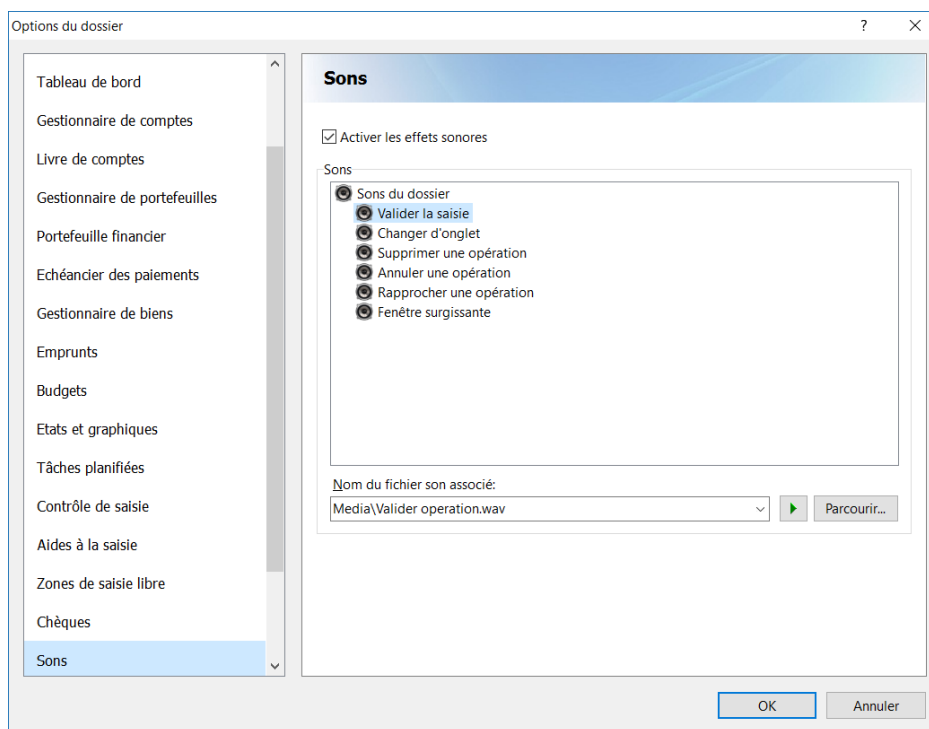 Options du dossier
?
Tableau de bord
Gestionnaire de comptes
Livre de comptes
Gestionnaire de portefeuilles
Portefeuille financier
Echéancier des paiements
Gestionnaire de biens
Emprunts
Budgets
Etats et graphiques
Tâches planifiées
Contrôle de saisie
Aides à la saisie
Zones de saisie libre
Chèques
Sons
Sons
Activer les effets sonores
Sons
Sons du dossier
Valider la saisie
Changer d'onglet
Supprimer une opération
Annuler une opération
Rapprocher une opération
Fenêtre surgissante
Nom du fichier son associé:
Media\Valider operation.wav
Parcourir...
OK
Annuler